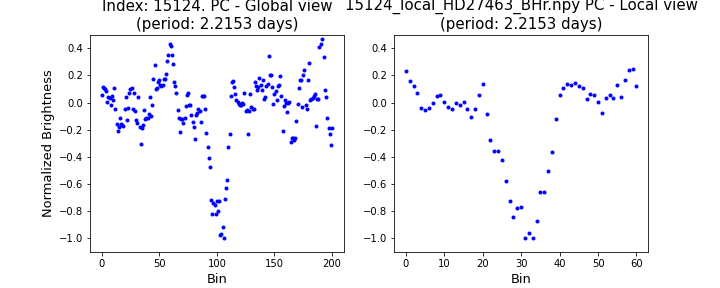 Index: 15124. PC - Global view
(period: 2.2153 days)
15124_local_HD27463_BHr.npy PC - Local view
(period: 2.2153 days)
Normalized Brightness
0.4
0.2
0.0
−0.2
−0.4
−0.6
−0.8
−1.0
0 50 100 150 200
Bin
0.4
0.2
0.0
−0.2
−0.4
−0.6
−0.8
−1.0
0 10 20 30 40 50 60
Bin